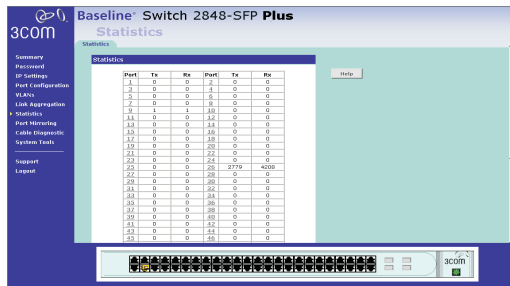 3COM
Baseline® Switch 2848-SFP Plus
Statistics
Statistics
Summary
Password
IP Settings
Port Configuration
VLANs
Link Aggregation
Statistics
Port Mirroring
Cable Diagnostic
System Tools
Support
Logout
Statistics
Port Tx Rx Port Tx Rx
1 0 0 2 0 0
3 0 0 4 0 0
5 0 0 6 0 0
7 0 0 8 0 0
9 1 1 10 0 0
11 0 0 12 0 0
13 0 0 14 0 0
15 0 0 16 0 0
17 0 0 18 0 0
19 0 0 20 0 0
21 0 0 22 0 0
23 0 0 24 0 0
25 0 0 26 2779 4208
27 0 0 28 0 0
29 0 0 30 0 0
31 0 0 32 0 0
33 0 0 34 0 0
35 0 0 36 0 0
37 0 0 38 0 0
39 0 0 40 0 0
41 0 0 42 0 0
43 0 0 44 0 0
45 0 0 46 0 0
Help
3COM